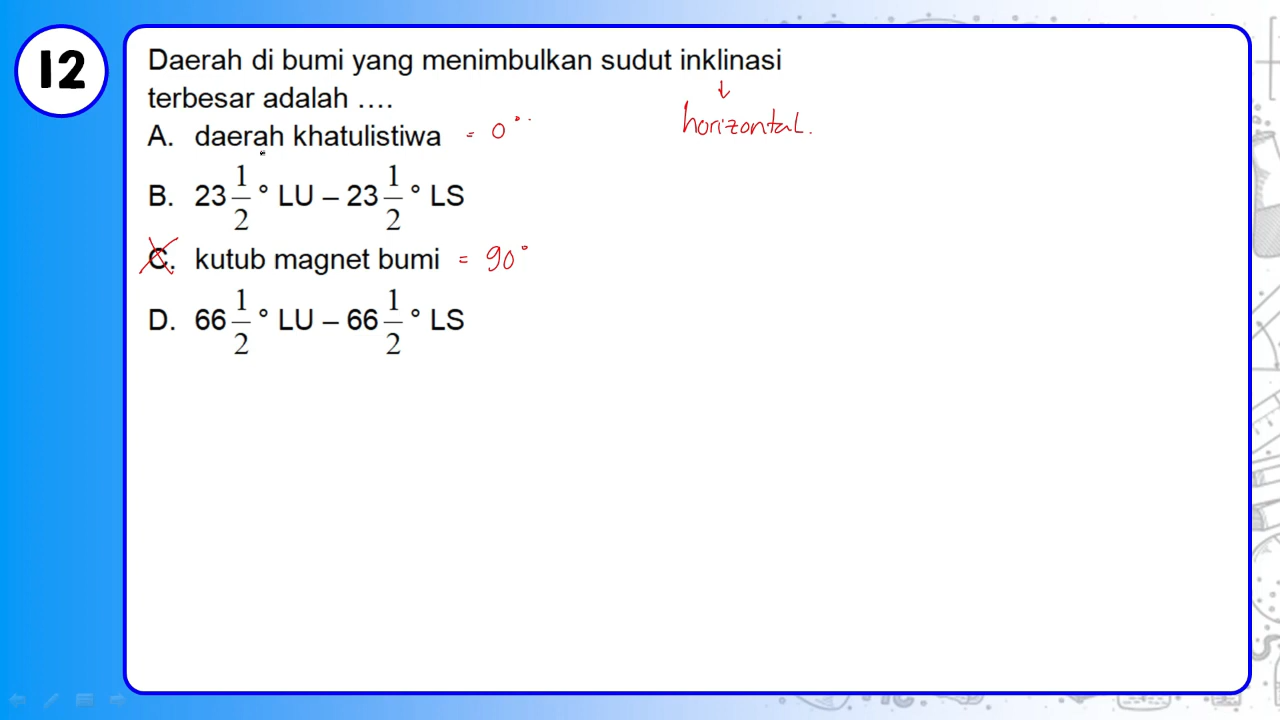 12
Daerah di bumi yang menimbulkan sudut inklinasi
terbesar adalah ....
↓
horizontal.
A. daerah khatulistiwa = 0°
B. 23 1/2 ° LU – 23 1/2 ° LS
C. kutub magnet bumi = 90°
D. 66 1/2 ° LU – 66 1/2 ° LS